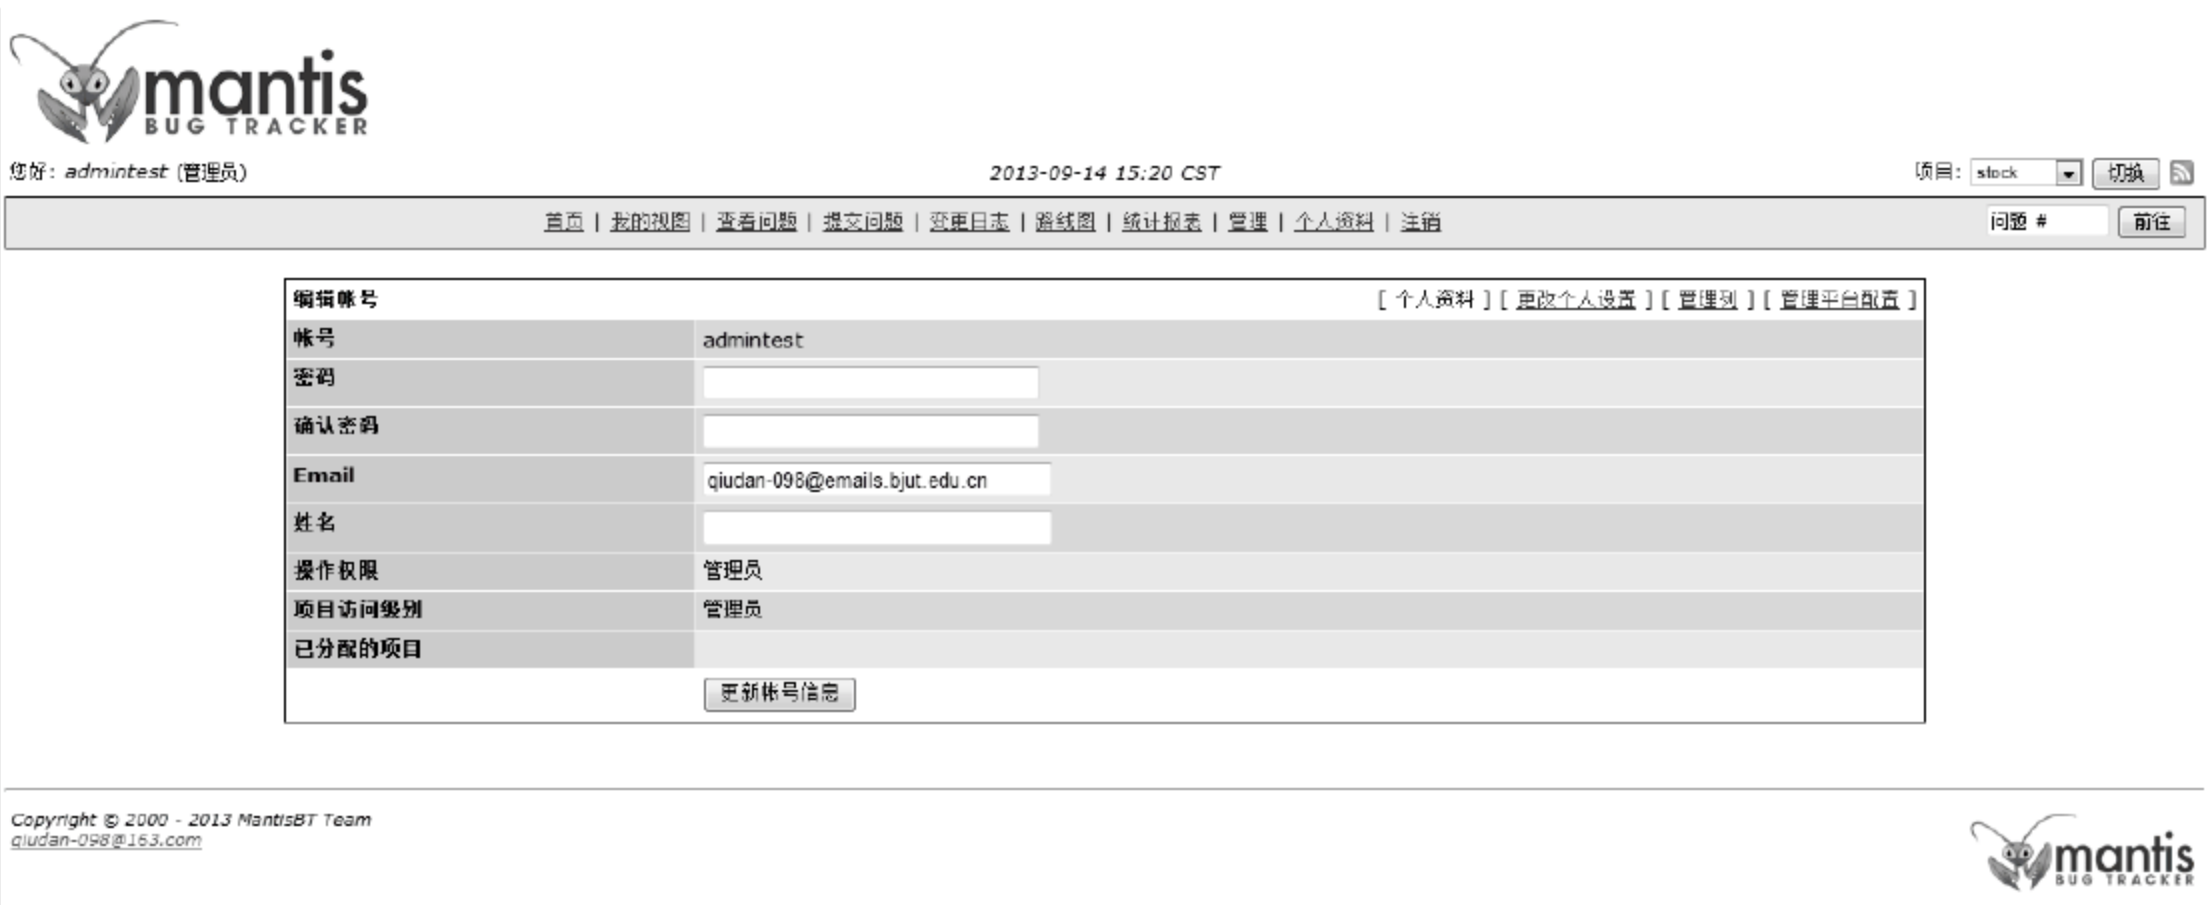 mantis
BUG TRACKER
您好: admintest (管理员) 2013-09-14 15:20 CST 项目: stock 切换
首页 | 我的视图 | 查看问题 | 提交问题 | 变更日志 | 路线图 | 统计报表 | 管理 | 个人资料 | 注销 问题 # 前往
编辑帐号 [ 个人资料 ] [ 更改个人设置 ] [ 管理列 ] [ 管理平台配置 ]
帐号 admintest
密码
确认密码
Email qiudan-098@emails.bjut.edu.cn
姓名
操作权限 管理员
项目访问级别 管理员
已分配的项目
更新帐号信息
Copyright © 2000 - 2013 MantisBT Team
qiudan-098@163.com
mantis
BUG TRACKER